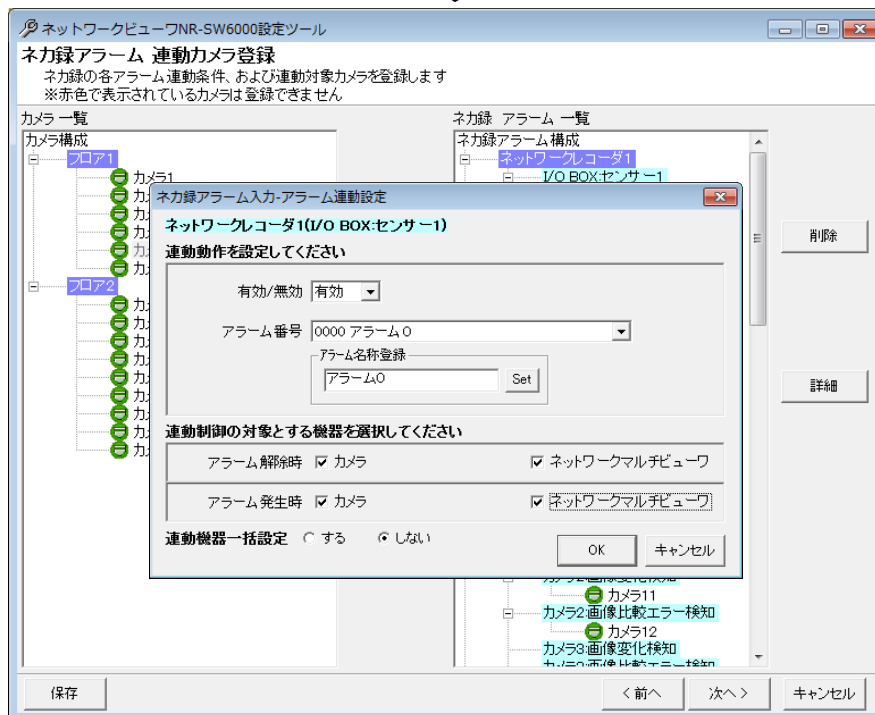 ネットワークビューワNR-SW6000設定ツール
ネカ録アラーム 連動カメラ登録
ネカ録の各アラーム連動条件、および連動対象カメラを登録します
※赤色で表示されているカメラは登録できません
カメラ 一覧
ネカ録 アラーム 一覧
カメラ構成
フロア1
カメラ1
フロア2
ネカ録アラーム構成
ネットワークレコーダ1
I/O BOX:センサー1
削除
詳細
ネカ録アラーム入力-アラーム連動設定
ネットワークレコーダ1(I/O BOX:センサー1)
連動動作を設定してください
有効/無効 有効
アラーム番号 0000 アラーム0
アラーム名称登録
アラーム0 Set
連動制御の対象とする機器を選択してください
アラーム解除時 カメラ ネットワークマルチビューワ
アラーム発生時 カメラ ネットワークマルチビューワ
連動機器一括設定 する しない
OK キャンセル
カメラ11
カメラ2:画像比較エラー検知
カメラ12
カメラ3:画像変化検知
保存 <前へ 次へ> キャンセル